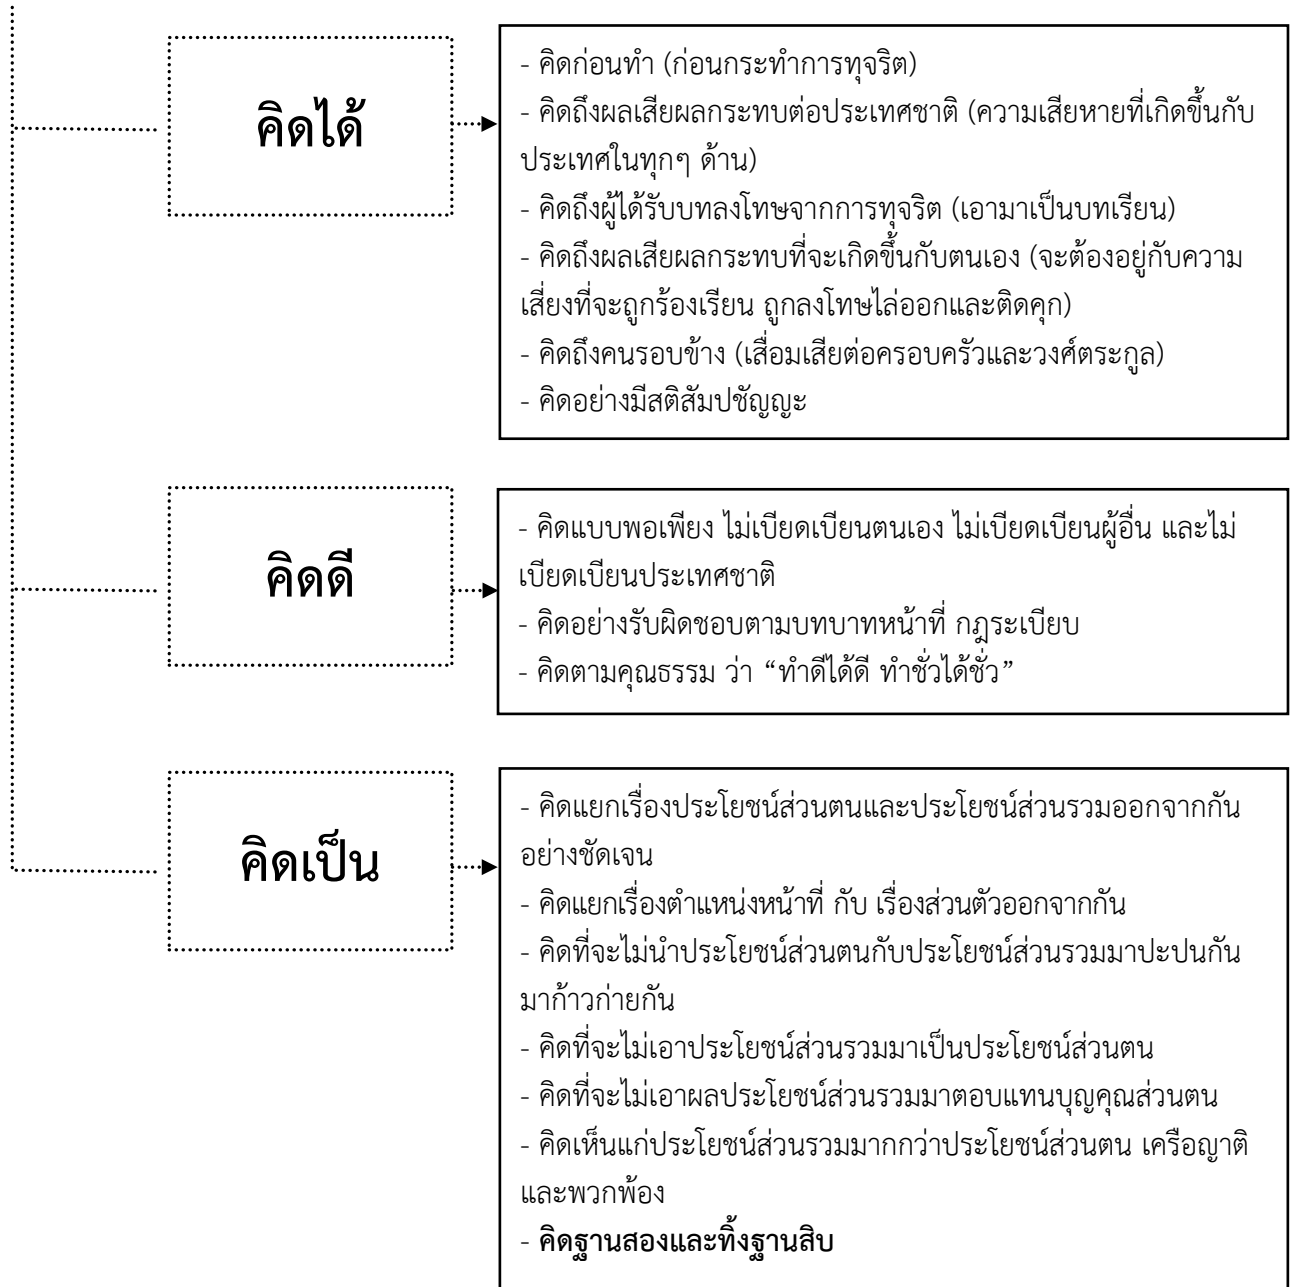 คิดได้
- คิดก่อนทำ (ก่อนกระทำการทุจริต)
- คิดถึงผลเสียผลกระทบต่อประเทศชาติ (ความเสียหายที่เกิดขึ้นกับ
ประเทศในทุกๆ ด้าน)
- คิดถึงผู้ได้รับบทลงโทษจากการทุจริต (เอามาเป็นบทเรียน)
- คิดถึงผลเสียผลกระทบที่จะเกิดขึ้นกับตนเอง (จะต้องอยู่กับความ
เสี่ยงที่จะถูกร้องเรียน ถูกลงโทษไล่ออกและติดคุก)
- คิดถึงคนรอบข้าง (เสื่อมเสียต่อครอบครัวและวงศ์ตระกูล)
- คิดอย่างมีสติสัมปชัญญะ
คิดดี
- คิดแบบพอเพียง ไม่เบียดเบียนตนเอง ไม่เบียดเบียนผู้อื่น และไม่
เบียดเบียนประเทศชาติ
- คิดอย่างรับผิดชอบตามบทบาทหน้าที่ กฎระเบียบ
- คิดตามคุณธรรม ว่า “ทำดีได้ดี ทำชั่วได้ชั่ว”
คิดเป็น
- คิดแยกเรื่องประโยชน์ส่วนตนและประโยชน์ส่วนรวมออกจากกัน
อย่างชัดเจน
- คิดแยกเรื่องตำแหน่งหน้าที่ กับ เรื่องส่วนตัวออกจากกัน
- คิดที่จะไม่นำประโยชน์ส่วนตนกับประโยชน์ส่วนรวมมาปะปนกัน
มาก้าวก่ายกัน
- คิดที่จะไม่เอาประโยชน์ส่วนรวมมาเป็นประโยชน์ส่วนตน
- คิดที่จะไม่เอาผลประโยชน์ส่วนรวมมาตอบแทนบุญคุณส่วนตน
- คิดเห็นแก่ประโยชน์ส่วนรวมมากกว่าประโยชน์ส่วนตน เครือญาติ
และพวกพ้อง
- คิดฐานสองและทิ้งฐานสิบ